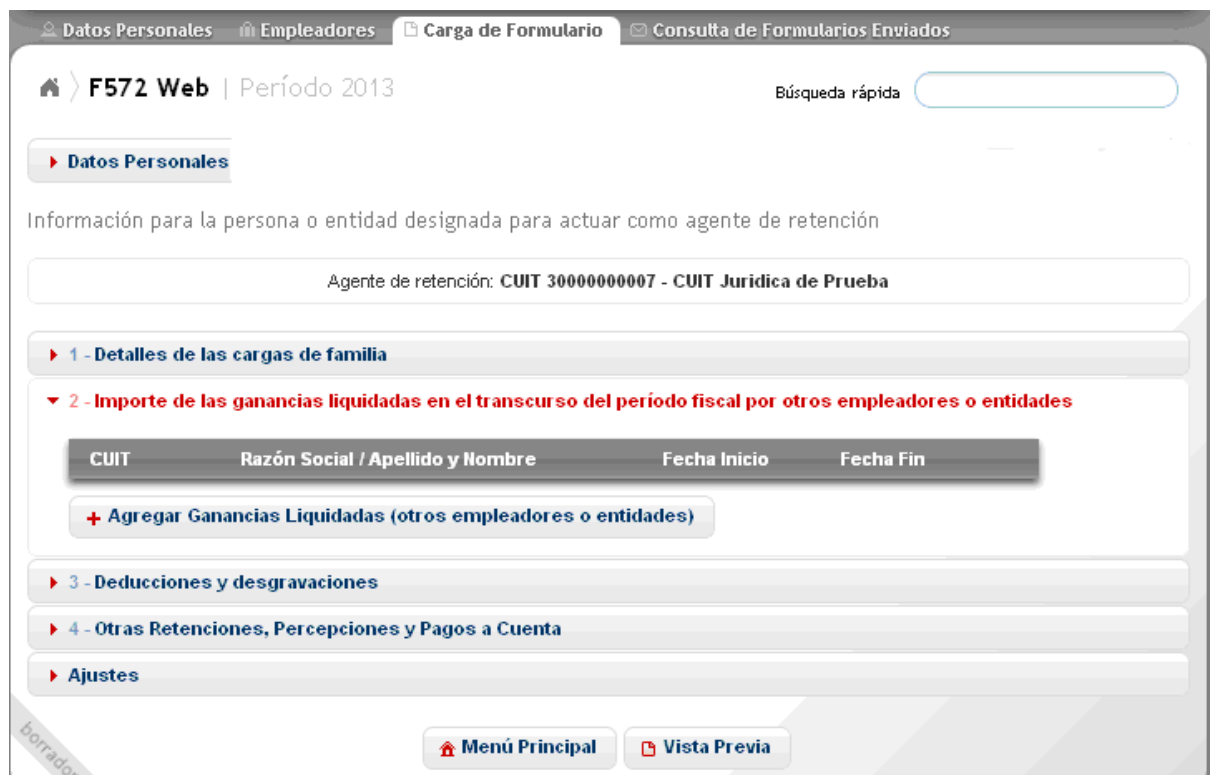 Datos Personales Empleadores Carga de Formulario Consulta de Formularios Enviados
F572 Web | Período 2013
Búsqueda rápida
Datos Personales
Información para la persona o entidad designada para actuar como agente de retención
Agente de retención: CUIT 30000000007 - CUIT Juridica de Prueba
1 - Detalles de las cargas de familia
2 - Importe de las ganancias liquidadas en el transcurso del período fiscal por otros empleadores o entidades
CUIT Razón Social / Apellido y Nombre Fecha Inicio Fecha Fin
+ Agregar Ganancias Liquidadas (otros empleadores o entidades)
3 - Deducciones y desgravaciones
4 - Otras Retenciones, Percepciones y Pagos a Cuenta
Ajustes
borrador
Menú Principal Vista Previa